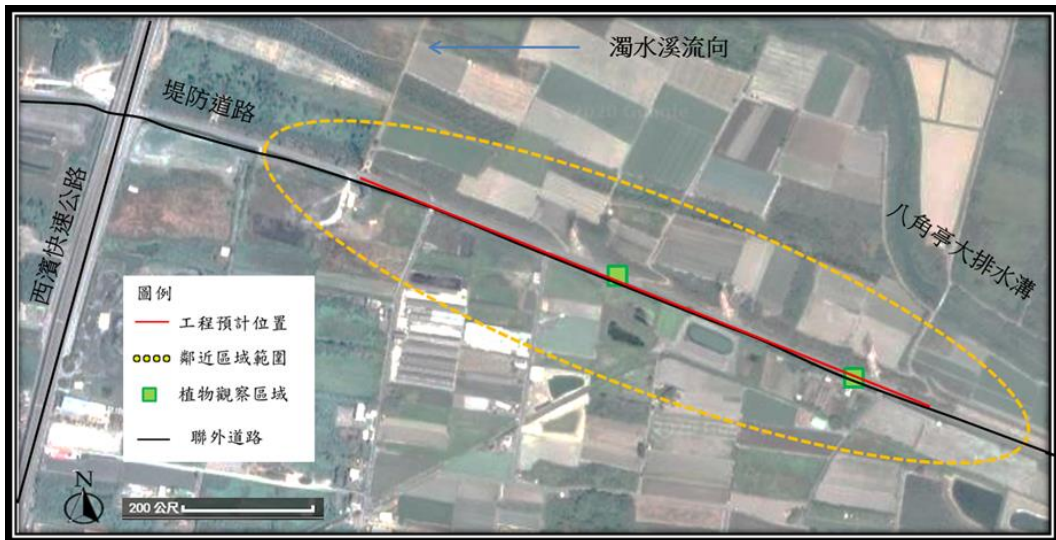 濁水溪流向
堤防道路
西濱快速公路
八角亭大排水溝
圖例
工程預計位置
鄰近區域範圍
植物觀察區域
聯外道路
N
200 公尺